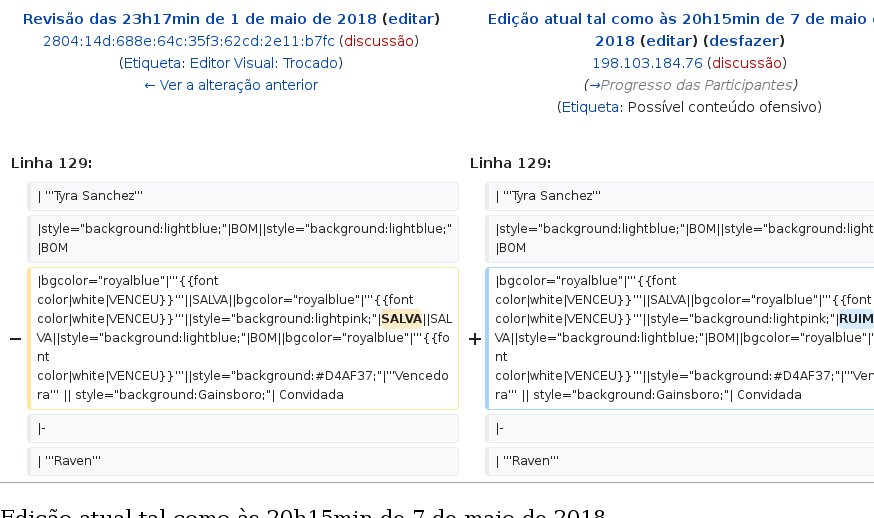 Revisão das 23h17min de 1 de maio de 2018 (editar)
2804:14d:688e:64c:35f3:62cd:2e11:b7fc (discussão)
(Etiqueta: Editor Visual: Trocado)
← Ver a alteração anterior
Edição atual tal como às 20h15min de 7 de maio
2018 (editar) (desfazer)
198.103.184.76 (discussão)
(→Progresso das Participantes)
(Etiqueta: Possível conteúdo ofensivo)
Linha 129:
Linha 129:
| '''Tyra Sanchez'''
| '''Tyra Sanchez'''
|style="background:lightblue;"|BOM||style="background:lightblue;"
|BOM
|style="background:lightblue;"|BOM||style="background:light
|BOM
−
|bgcolor="royalblue"|'''{{font
color|white|VENCEU}}'''||SALVA||bgcolor="royalblue"|'''{{font
color|white|VENCEU}}'''||style="background:lightpink;"|SALVA||SAL
VA||style="background:lightblue;"|BOM||bgcolor="royalblue"|'''{{fo
nt
color|white|VENCEU}}'''||style="background:#D4AF37;"|'''Vencedo
ra''' || style="background:Gainsboro;"| Convidada
+
|bgcolor="royalblue"|'''{{font
color|white|VENCEU}}'''||SALVA||bgcolor="royalblue"|'''{{font
color|white|VENCEU}}'''||style="background:lightpink;"|RUIM
VA||style="background:lightblue;"|BOM||bgcolor="royalblue"|'
nt
color|white|VENCEU}}'''||style="background:#D4AF37;"|'''Ven
ra''' || style="background:Gainsboro;"| Convidada
|-
|-
| '''Raven'''
| '''Raven'''
Edição atual tal como às 20h15min de 7 de maio de 2018